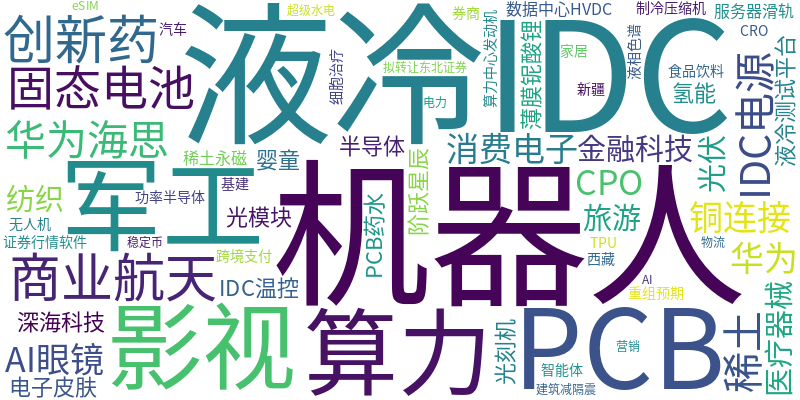 eSIM
超级水电
券商
数据中心HVDC
制冷压缩机
服务器滑轨
创新药
汽车
液冷IDC
算力中心发动机
薄膜铌酸锂
液相色谱
CRO
家居
固态电池
细胞治疗
拟转让东北证券
食品饮料
新疆
氢能
电力
IDC电源
液冷测试平台
华为海思
稀土永磁
婴童
半导体
消费电子
金融科技
光伏
军工
机器人
阶跃星辰
CPO
纺织
基建
功率半导体
光模块
PCB药水
旅游
铜连接
无人机
证券行情软件
稳定币
跨境支付
TPU
西藏
物流
华为
商业航天
IDC温控
AI
重组预期
深海科技
影视
算力
光刻机
PCB
稀土
医疗器械
AI眼镜
营销
智能体
电子皮肤
建筑减隔震